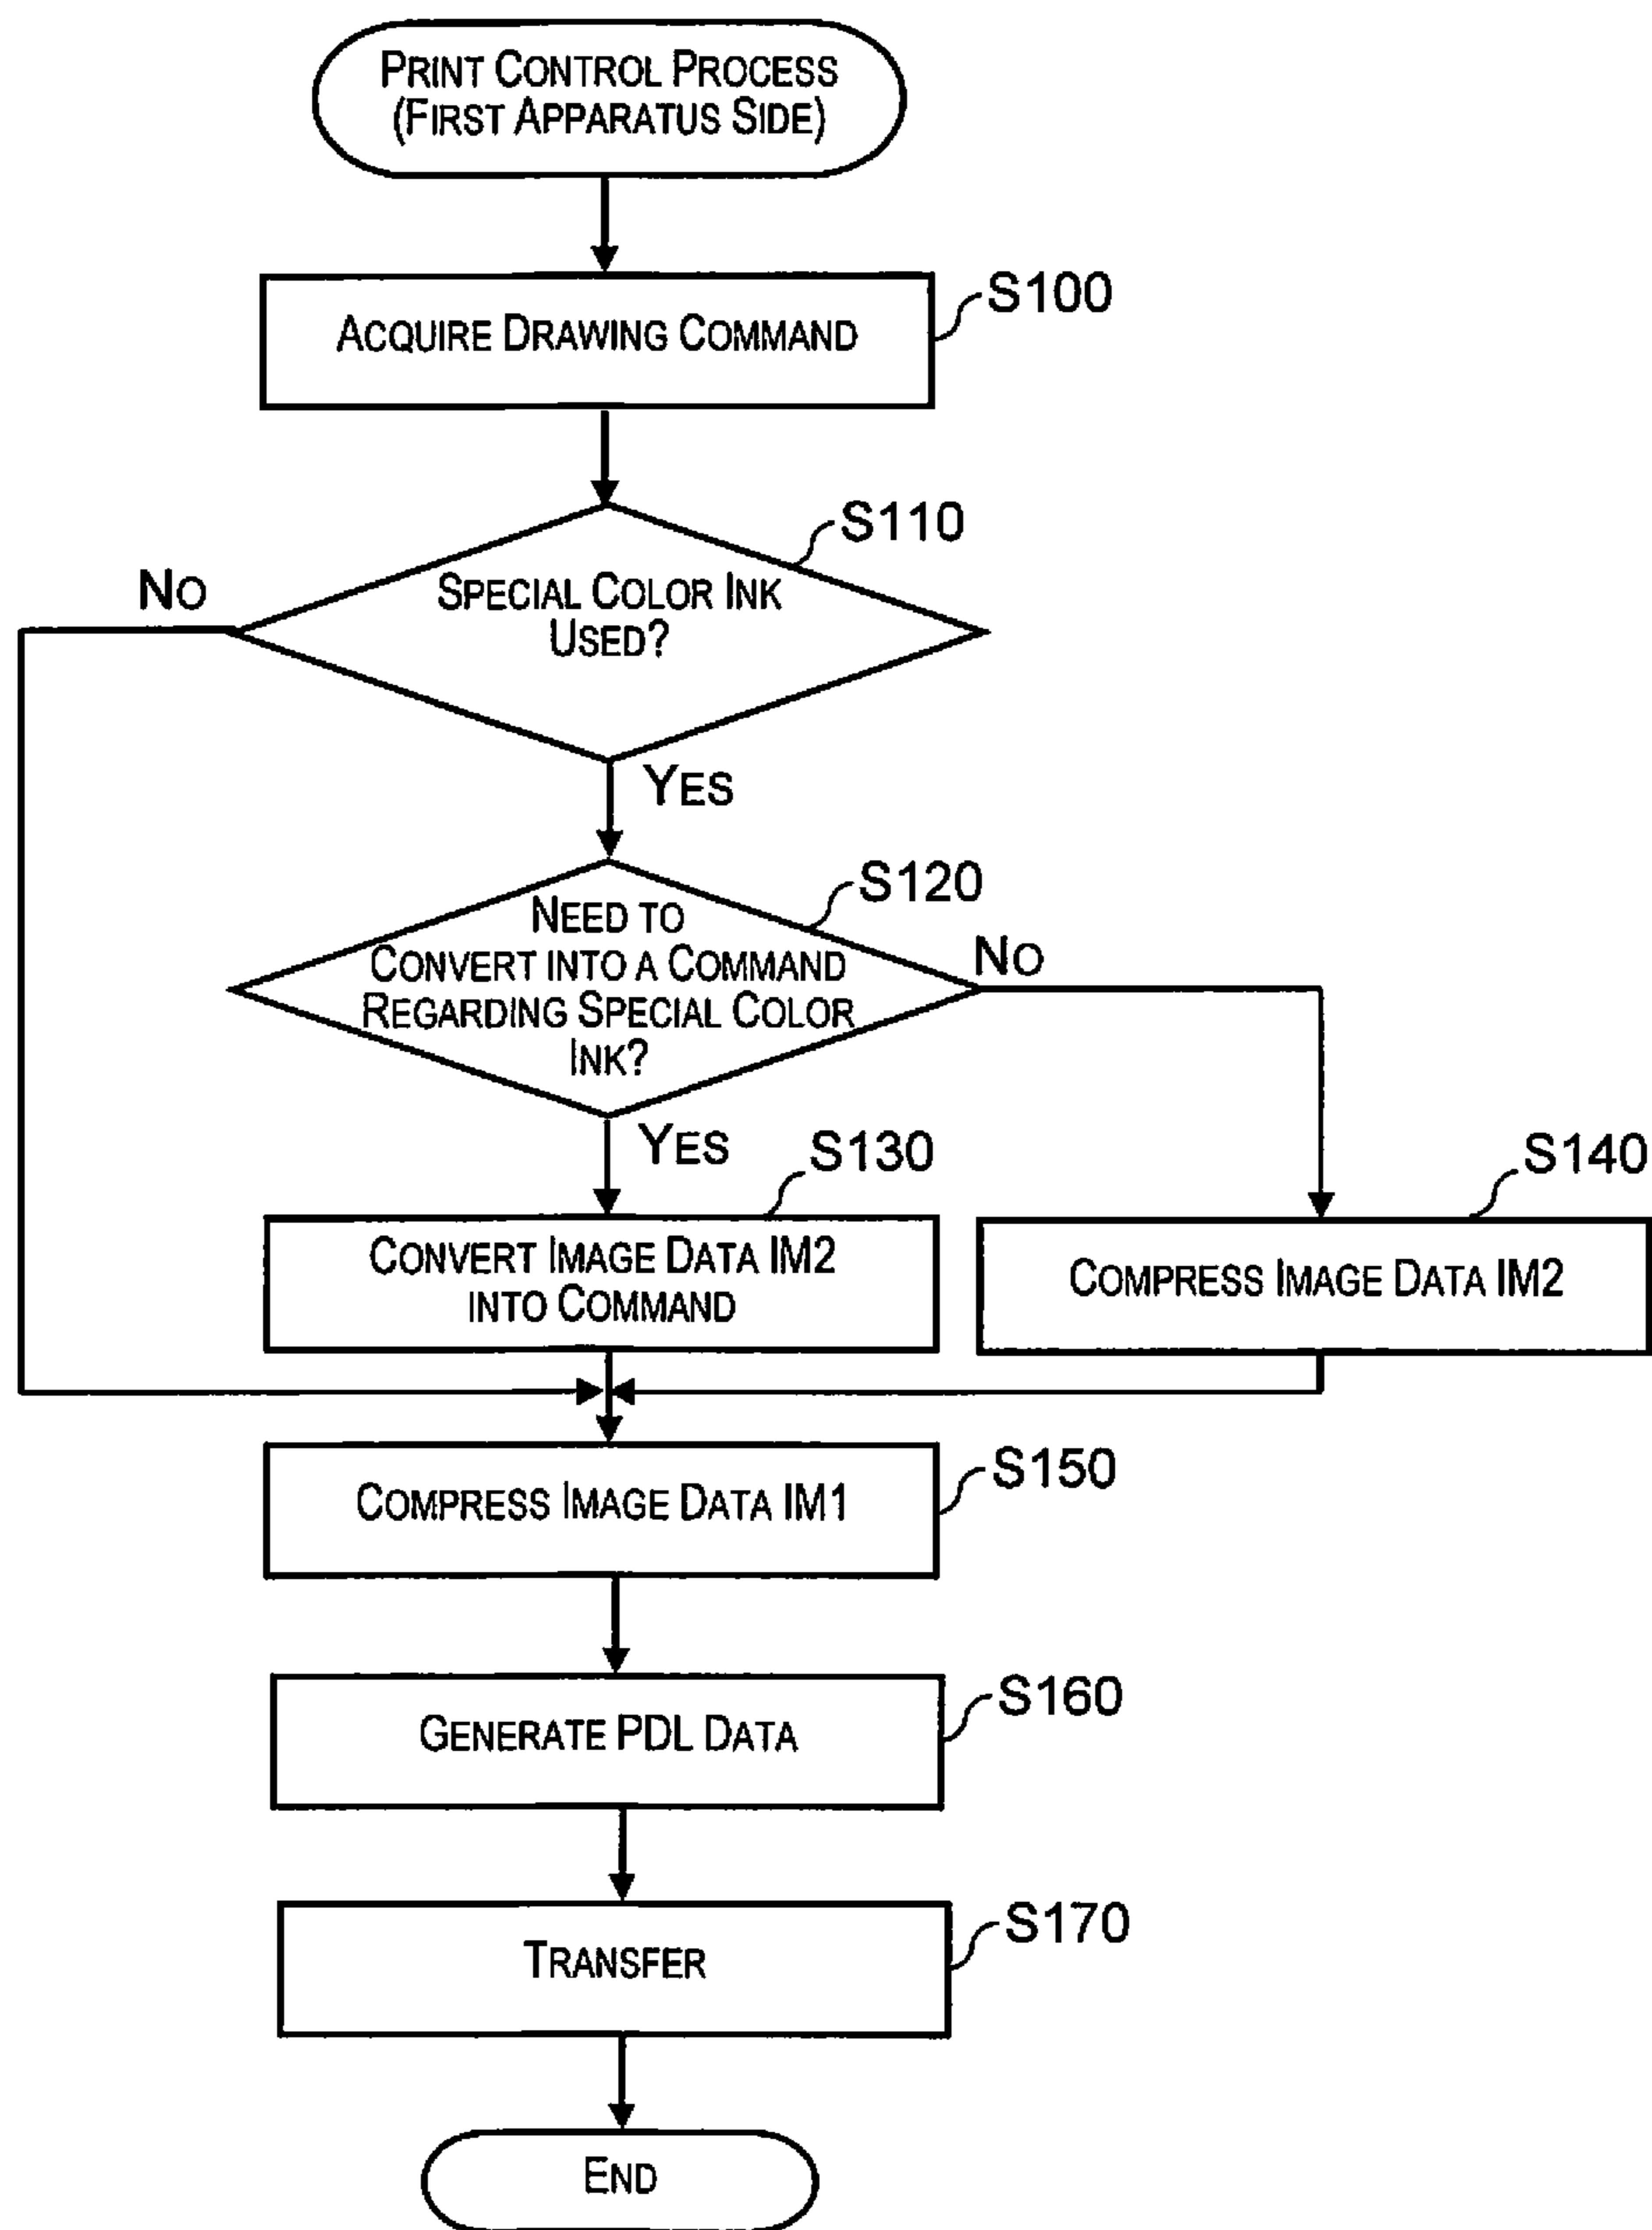 PRINT CONTROL PROCESS
(FIRST APPARATUS SIDE)
S100
ACQUIRE DRAWING COMMAND
S110
NO
SPECIAL COLOR INK
USED?
YES
S120
NEED TO
CONVERT INTO A COMMAND
REGARDING SPECIAL COLOR
INK?
NO
YES
S130
S140
CONVERT IMAGE DATA IM2
INTO COMMAND
COMPRESS IMAGE DATA IM2
S150
COMPRESS IMAGE DATA IM1
S160
GENERATE PDL DATA
S170
TRANSFER
END